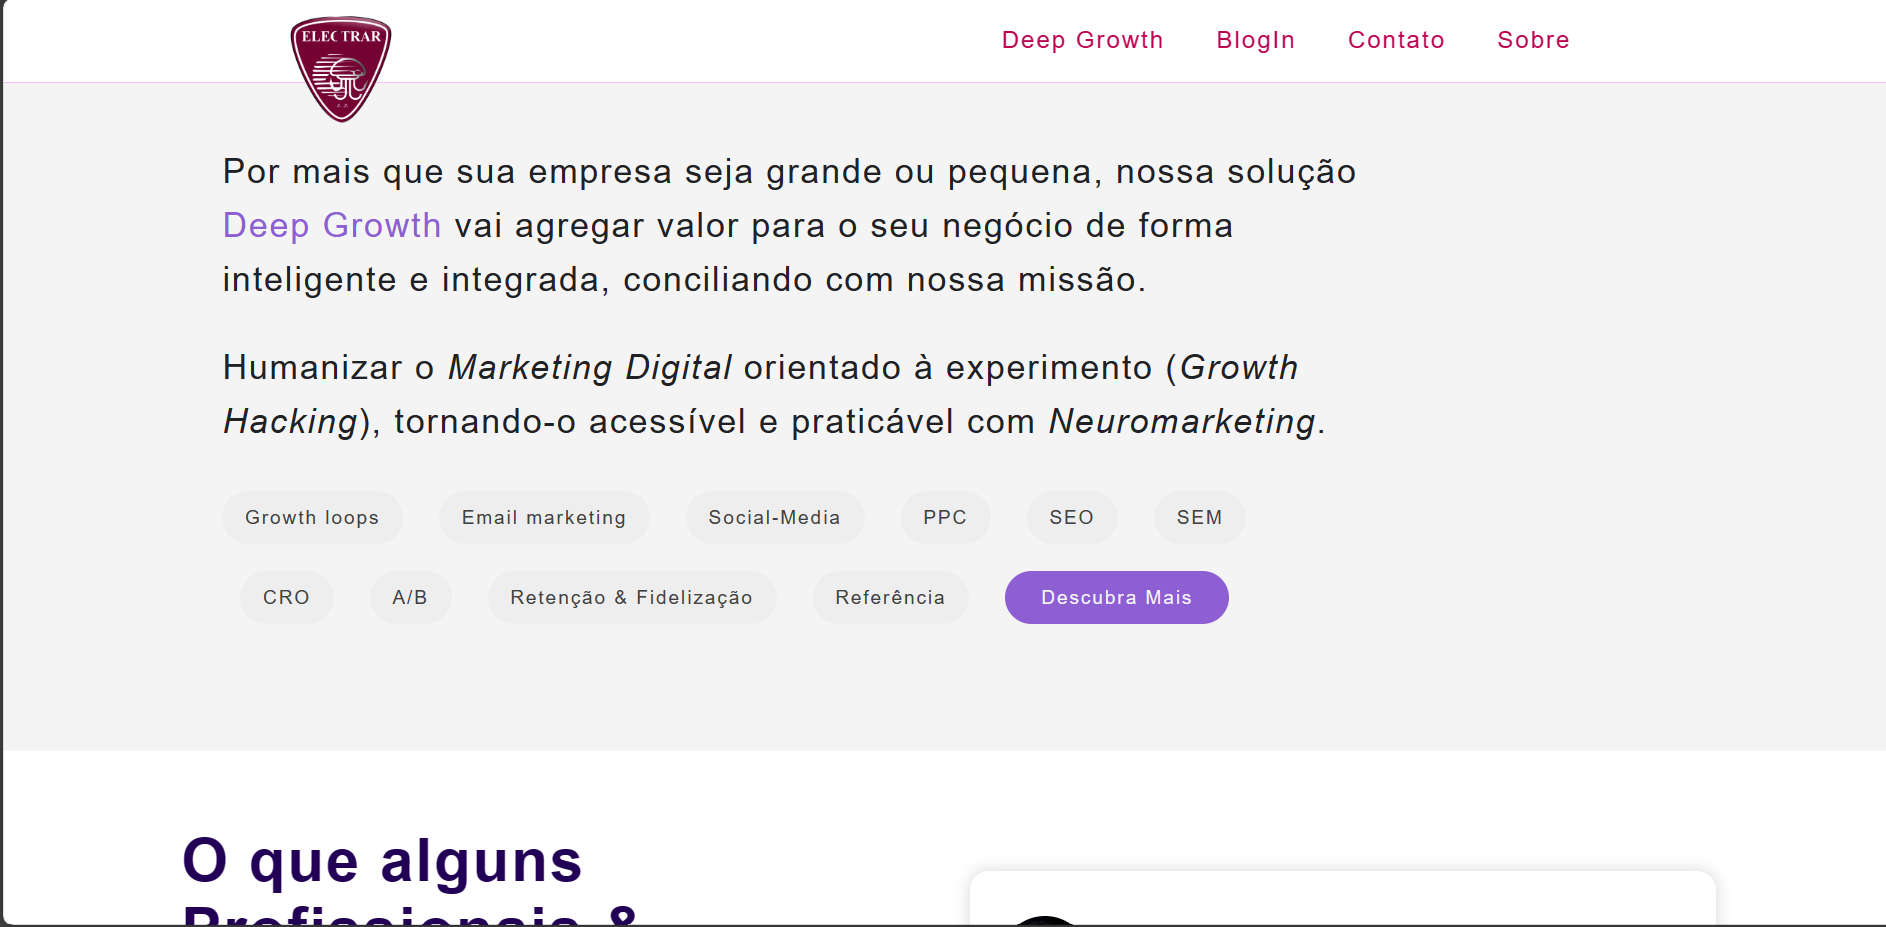 ELECTRAR
Deep Growth BlogIn Contato Sobre
Por mais que sua empresa seja grande ou pequena, nossa solução
Deep Growth vai agregar valor para o seu negócio de forma
inteligente e integrada, conciliando com nossa missão.
Humanizar o Marketing Digital orientado à experimento (Growth
Hacking), tornando-o acessível e praticável com Neuromarketing.
Growth loops Email marketing Social-Media PPC SEO SEM
CRO A/B Retenção & Fidelização Referência Descubra Mais
O que alguns
Profissionais &